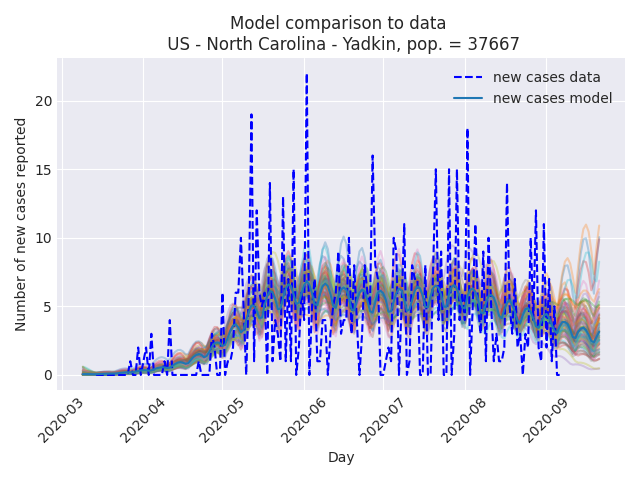 Model comparison to data
US - North Carolina - Yadkin, pop. = 37667
new cases data
new cases model
Number of new cases reported
20
15
10
5
0
2020-03
2020-04
2020-05
2020-06
2020-07
2020-08
2020-09
Day